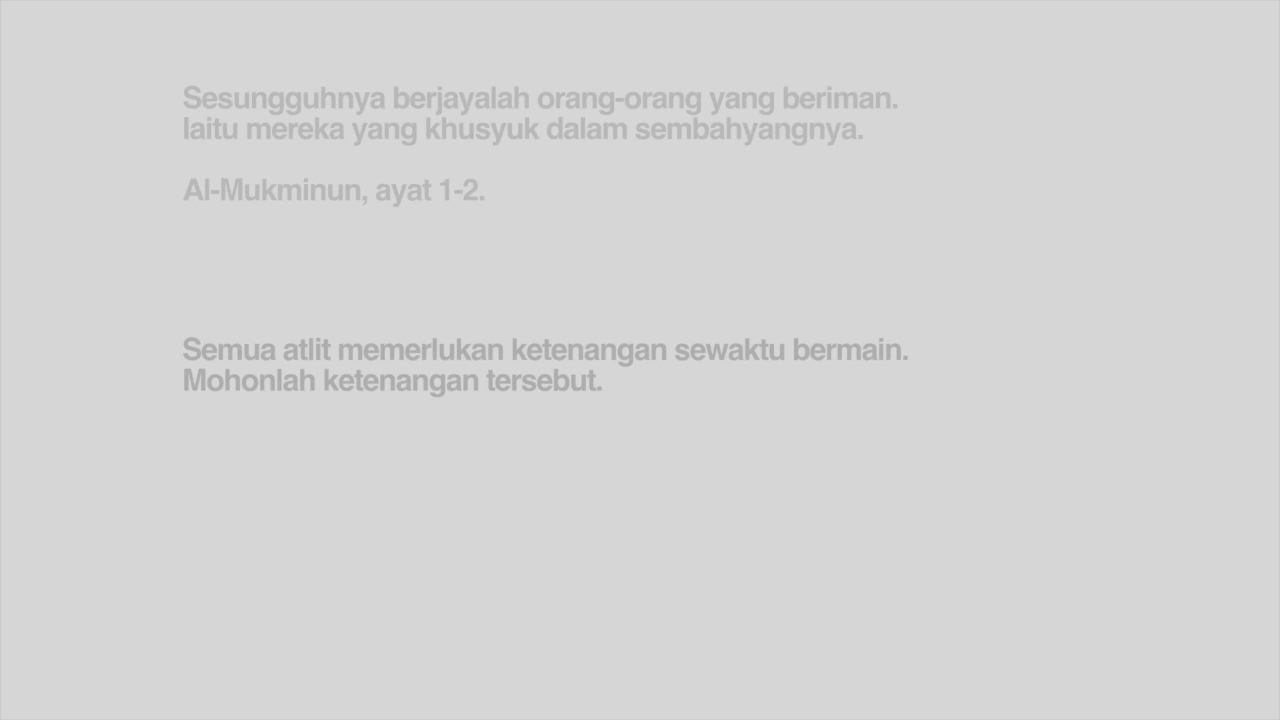 Sesungguhnya berjayalah orang-orang yang beriman.
Iaitu mereka yang khusyuk dalam sembahyangnya.
Al-Mukminun, ayat 1-2.
Semua atlit memerlukan ketenangan sewaktu bermain.
Mohonlah ketenangan tersebut.